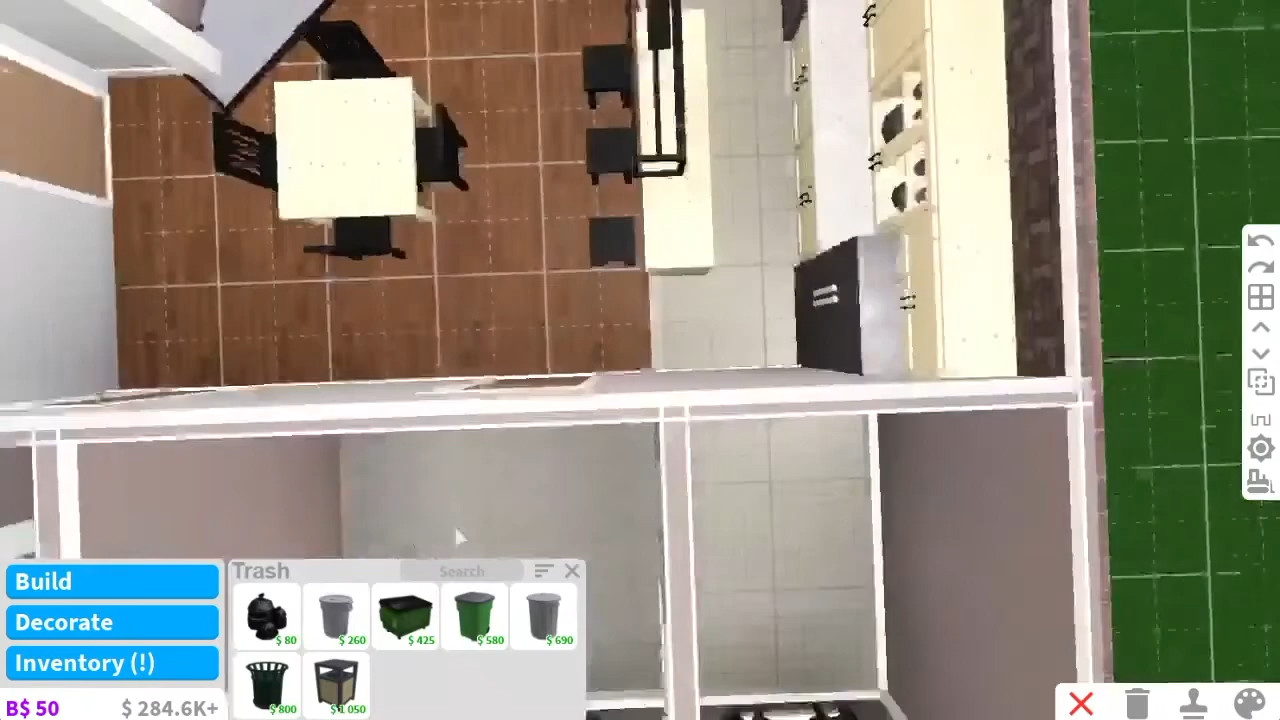 Trash
Search
$ 80
$ 260
$ 425
$ 580
$ 690
$ 800
$ 1 050
Build
Decorate
Inventory (!)
B$ 50
$ 284.6K+